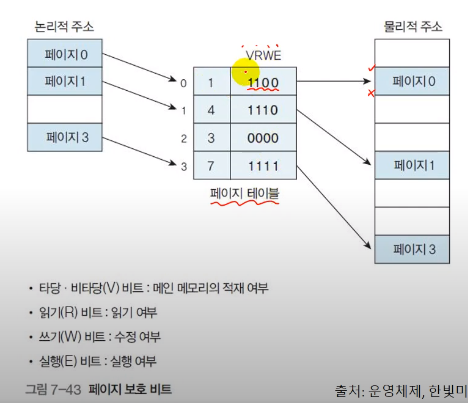 논리적 주소
물리적 주소
VRWE
페이지 0
페이지 1
페이지 3
0 1 1100
1 4 1110
2 3 0000
3 7 1111
페이지 테이블
페이지 0
페이지 1
페이지 3
• 타당 · 비타당(V) 비트 : 메인 메모리의 적재 여부
• 읽기(R) 비트 : 읽기 여부
• 쓰기(W) 비트 : 수정 여부
• 실행(E) 비트 : 실행 여부
그림 7-43 페이지 보호 비트
출처: 운영체제, 한빛미